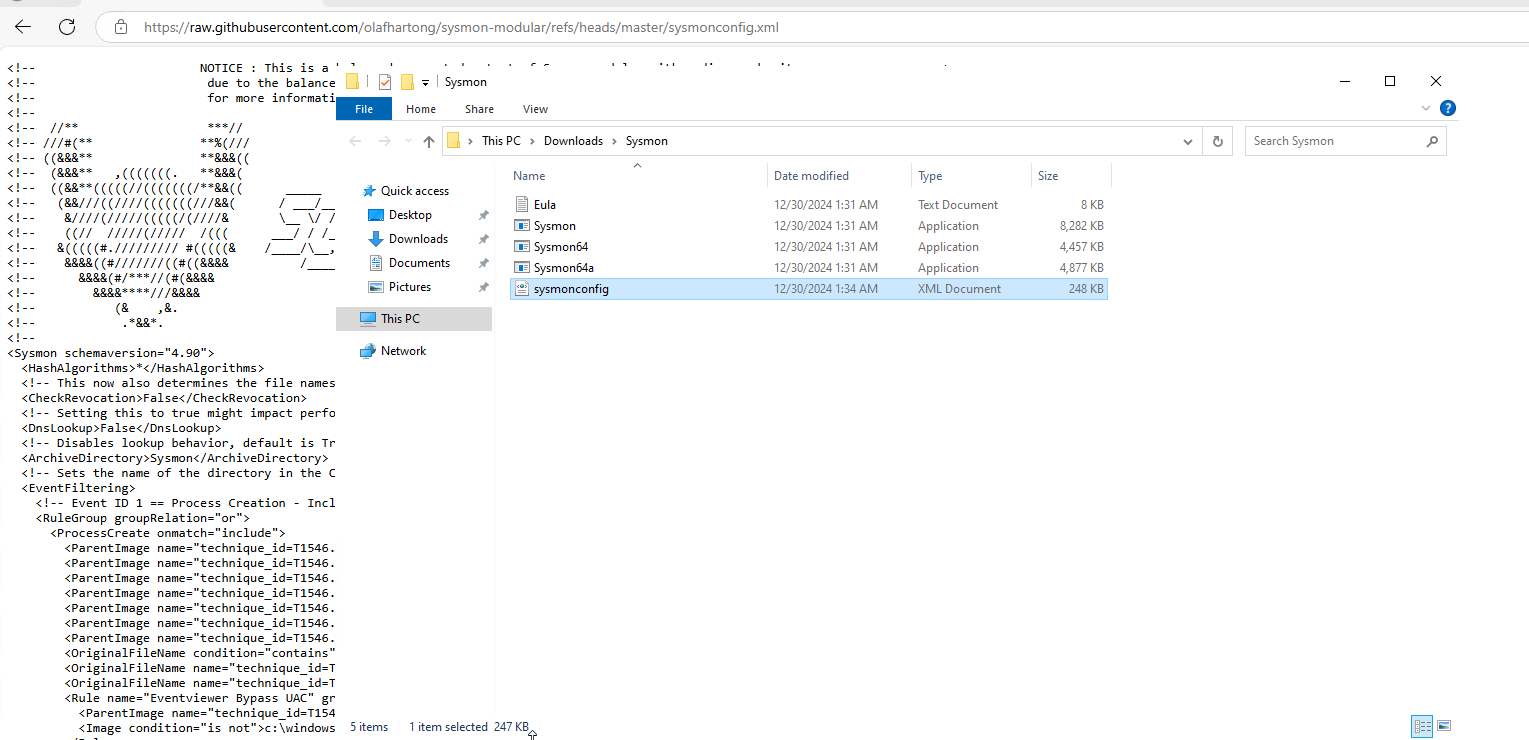 https://raw.githubusercontent.com/olafhartong/sysmon-modular/refs/heads/master/sysmonconfig.xml
<!-- NOTICE : This is a
<!-- due to the balance
<!-- for more informati
<!--
<!-- //** ***//
<!-- ///#(** **%(///
<!-- ((&&&** **&&&((
<!-- (&&&** ,(((((((. **&&&(
<!-- ((&&**(((((//(((((((/**&&(( _____
<!-- (&&///((////(((((((///&&( / ___/__
<!-- &////(/////(((((/(////& \__ \/ /
<!-- ((// /////(///// /((( ___/ / /_
<!-- &(((((#.///////// #(((((& /____/\__,
<!-- &&&&((#///////((#((&&&& /____
<!-- &&&&(#/***//(#(&&&&
<!-- &&&&****///&&&&
<!-- (& ,&.
<!-- .*&&*.
<!--
<Sysmon schemaversion="4.90">
<HashAlgorithms>*</HashAlgorithms>
<!-- This now also determines the file names
<CheckRevocation>False</CheckRevocation>
<!-- Setting this to true might impact perfo
<DnsLookup>False</DnsLookup>
<!-- Disables lookup behavior, default is Tr
<ArchiveDirectory>Sysmon</ArchiveDirectory>
<!-- Sets the name of the directory in the C
<EventFiltering>
<!-- Event ID 1 == Process Creation - Incl
<RuleGroup groupRelation="or">
<ProcessCreate onmatch="include">
<ParentImage name="technique_id=T1546.
<ParentImage name="technique_id=T1546.
<ParentImage name="technique_id=T1546.
<ParentImage name="technique_id=T1546.
<ParentImage name="technique_id=T1546.
<ParentImage name="technique_id=T1546.
<ParentImage name="technique_id=T1546.
<OriginalFileName condition="contains"
<OriginalFileName name="technique_id=T
<OriginalFileName name="technique_id=T
<Rule name="Eventviewer Bypass UAC" gr
<ParentImage name="technique_id=T154
<Image condition="is not">c:\windows
Sysmon
File Home Share View
This PC > Downloads > Sysmon
Search Sysmon
Quick access
Desktop
Downloads
Documents
Pictures
This PC
Network
Name Date modified Type Size
Eula 12/30/2024 1:31 AM Text Document 8 KB
Sysmon 12/30/2024 1:31 AM Application 8,282 KB
Sysmon64 12/30/2024 1:31 AM Application 4,457 KB
Sysmon64a 12/30/2024 1:31 AM Application 4,877 KB
sysmonconfig 12/30/2024 1:34 AM XML Document 248 KB
5 items 1 item selected 247 KB